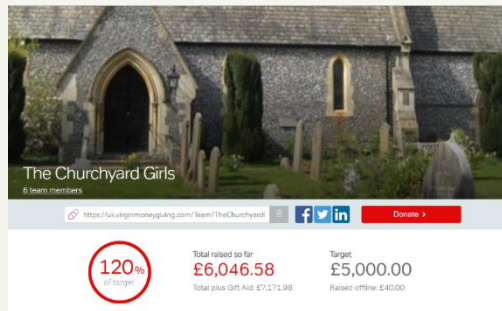 The Churchyard Girls
6 team members
https://uk.virginmoneygiving.com/Team/TheChurchyardG
Donate >
120%
of target
Total raised so far
£6,046.58
Total plus Gift Aid: £7,171.98
Target
£5,000.00
Raised offline: £40.00